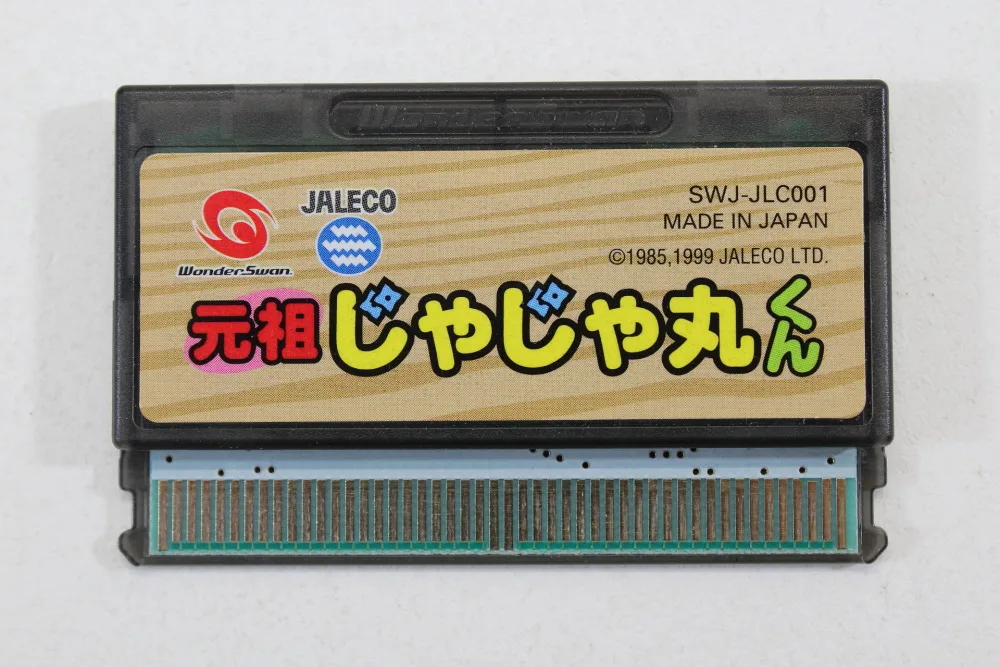 WonderSwan
JALECO
SWJ-JLC001
MADE IN JAPAN
WonderSwan
©1985,1999 JALECO LTD.
元祖じゃじゃ丸くん